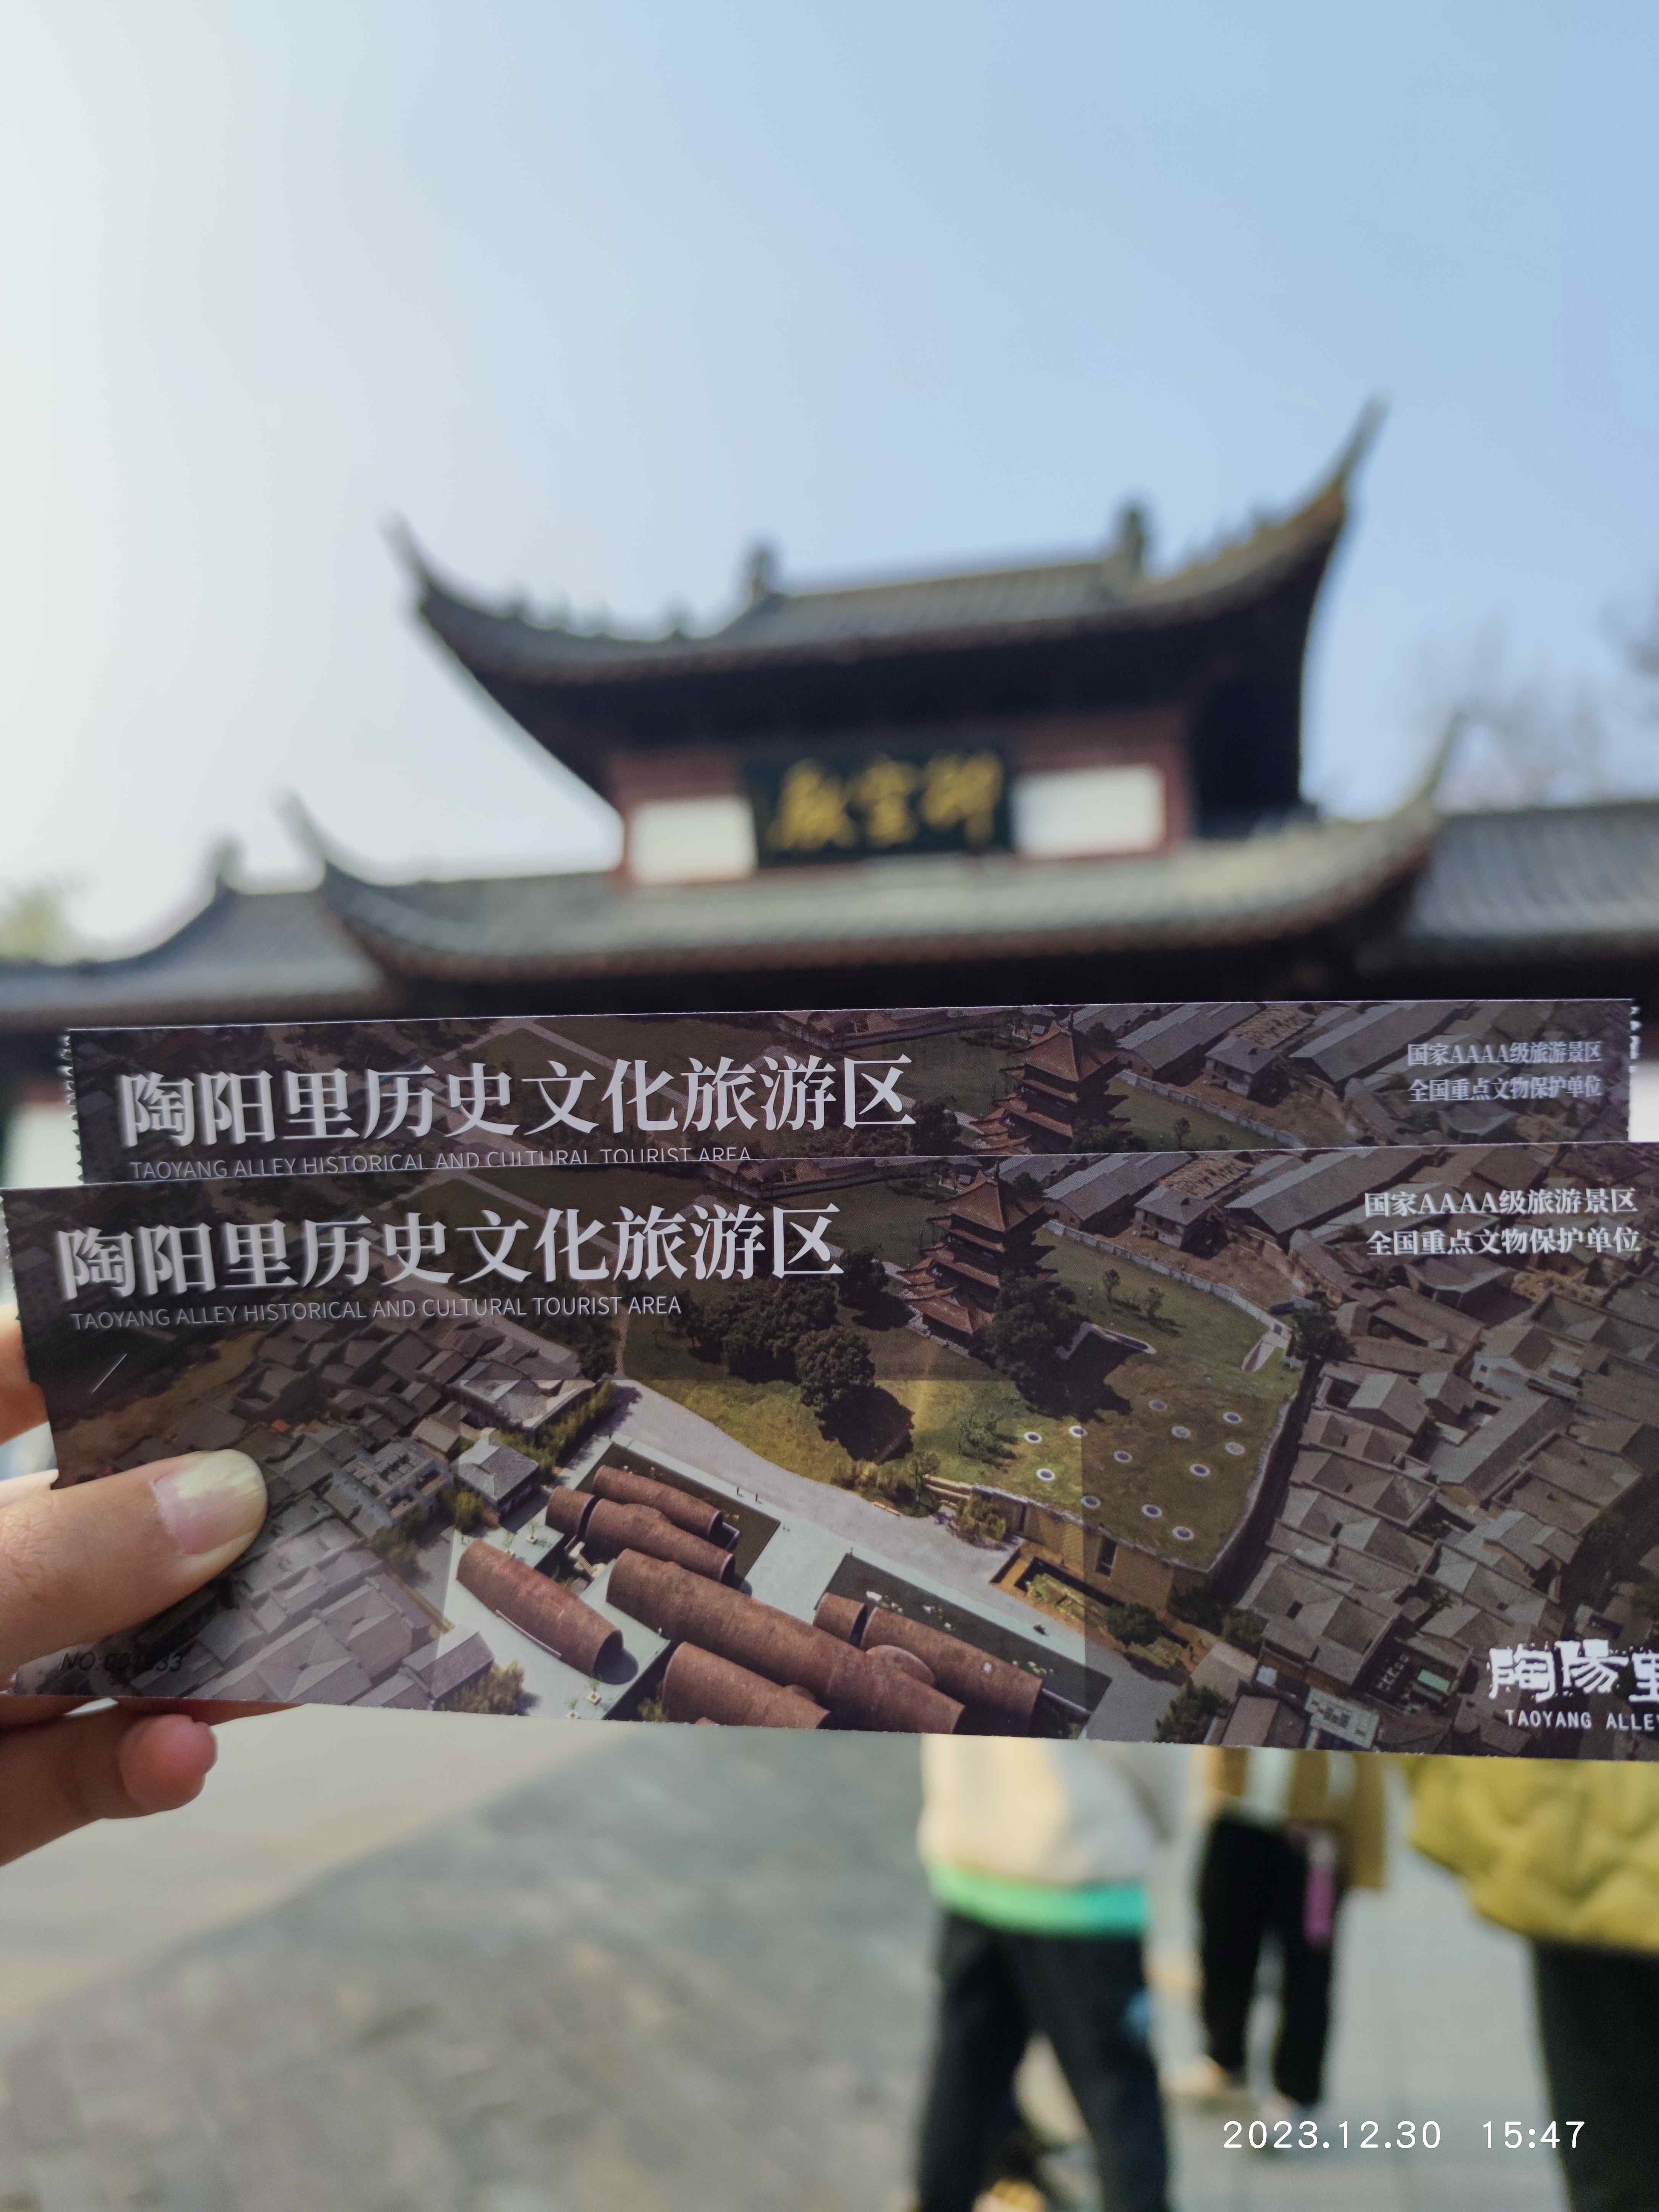 御窑厰
陶阳里历史文化旅游区
TAOYANG ALLEY HISTORICAL AND CULTURAL TOURIST AREA
国家AAAA级旅游景区
全国重点文物保护单位
陶阳里历史文化旅游区
TAOYANG ALLEY HISTORICAL AND CULTURAL TOURIST AREA
国家AAAA级旅游景区
全国重点文物保护单位
陶陽里
TAOYANG ALLEY
2023.12.30 15:47